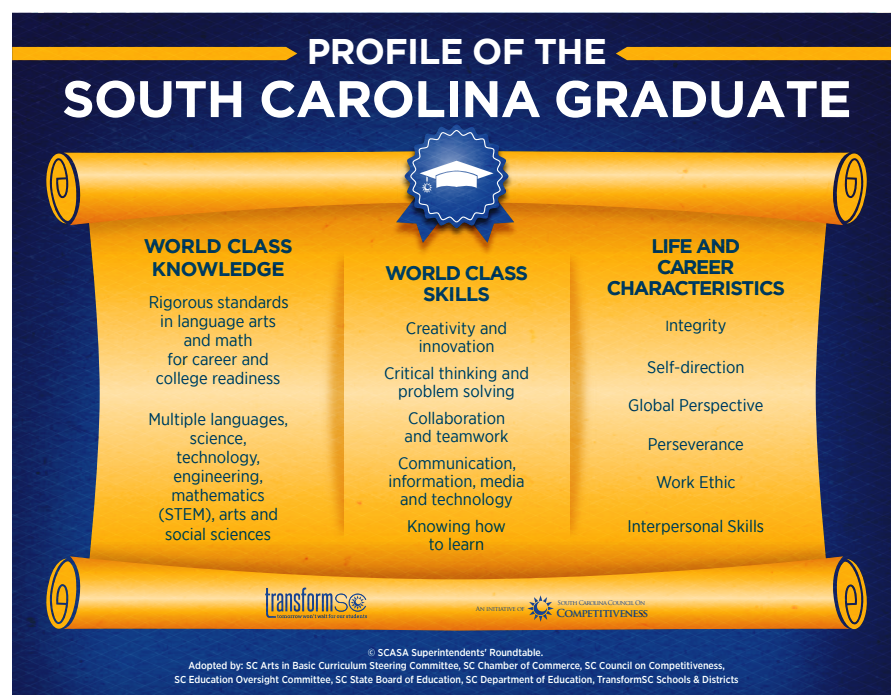 PROFILE OF THE
SOUTH CAROLINA GRADUATE
WORLD CLASS
KNOWLEDGE
Rigorous standards
in language arts
and math
for career and
college readiness
Multiple languages,
science,
technology,
engineering,
mathematics
(STEM), arts and
social sciences
WORLD CLASS
SKILLS
Creativity and
innovation
Critical thinking and
problem solving
Collaboration
and teamwork
Communication,
information, media
and technology
Knowing how
to learn
LIFE AND
CAREER
CHARACTERISTICS
Integrity
Self-direction
Global Perspective
Perseverance
Work Ethic
Interpersonal Skills
transformSC
tomorrow won't wait for our students
AN INITIATIVE OF
SOUTH CAROLINA COUNCIL ON
COMPETITIVENESS
© SCASA Superintendents' Roundtable.
Adopted by: SC Arts in Basic Curriculum Steering Committee, SC Chamber of Commerce, SC Council on Competitiveness,
SC Education Oversight Committee, SC State Board of Education, SC Department of Education, TransformSC Schools & Districts